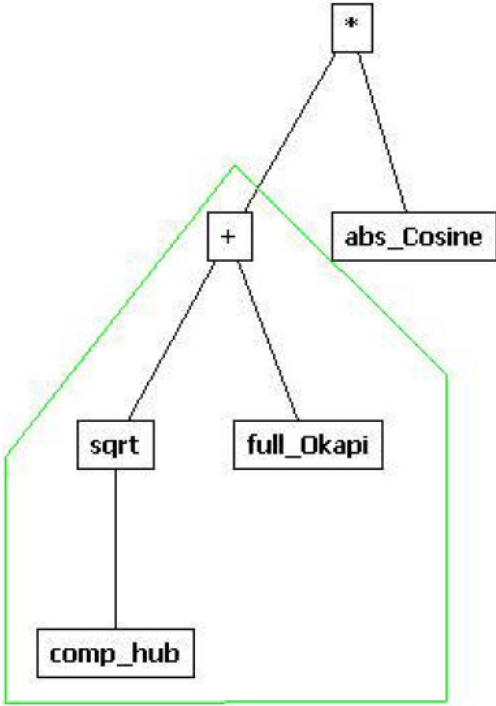 *
+
abs_Cosine
sqrt
full_Okapi
comp_hub